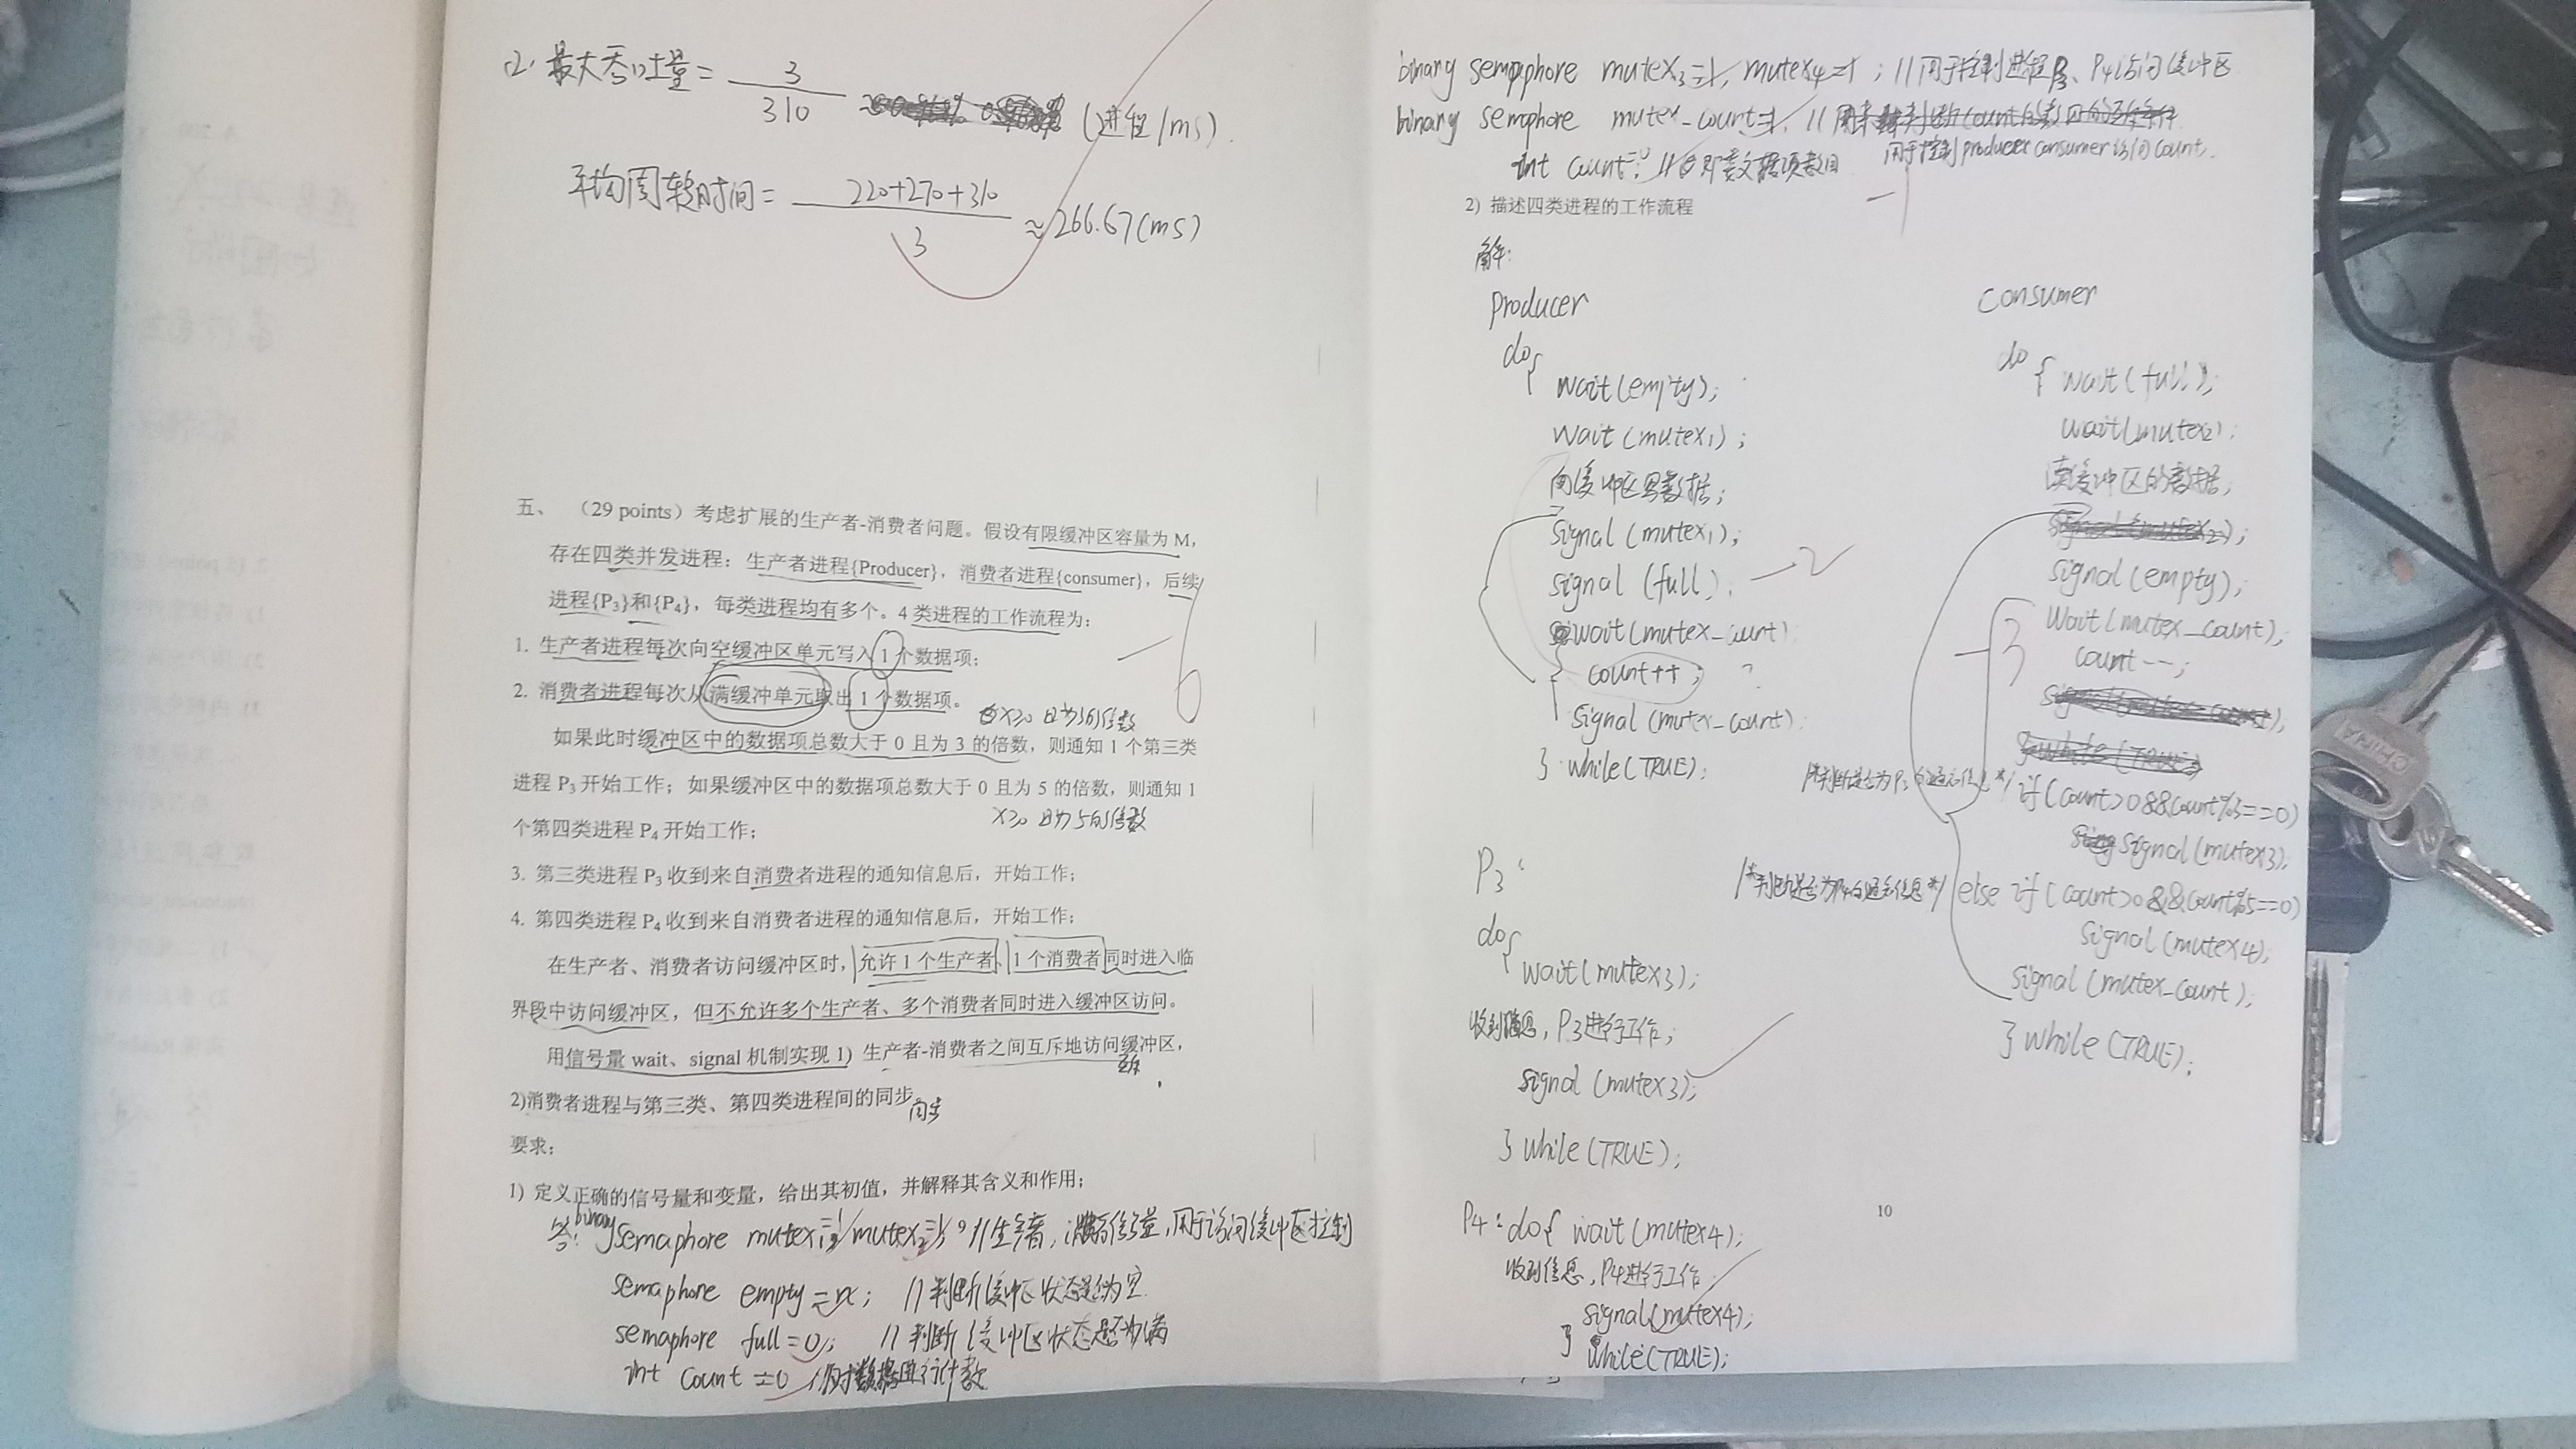 (2). 最大吞吐量 = 3/310 (进程/ms).
平均周转时间 = (220+270+310)/3 ≈ 266.67(ms)
五、 （29 points）考虑扩展的生产者-消费者问题。假设有限缓冲区容量为 M，
存在四类并发进程：生产者进程{Producer}，消费者进程{consumer}，后续
进程{P₃}和{P₄}，每类进程均有多个。4 类进程的工作流程为：
-6
1. 生产者进程每次向空缓冲区单元写入 1 个数据项；
2. 消费者进程每次从满缓冲单元取出 1 个数据项。
X>0 且为3的倍数
如果此时缓冲区中的数据项总数大于 0 且为 3 的倍数，则通知 1 个第三类
进程 P₃ 开始工作；如果缓冲区中的数据项总数大于 0 且为 5 的倍数，则通知 1
X>0 且为5的倍数
个第四类进程 P₄ 开始工作；
3. 第三类进程 P₃ 收到来自消费者进程的通知信息后，开始工作；
4. 第四类进程 P₄ 收到来自消费者进程的通知信息后，开始工作；
在生产者、消费者访问缓冲区时，允许 1 个生产者、1 个消费者同时进入临
界段中访问缓冲区，但不允许多个生产者、多个消费者同时进入缓冲区访问。
用信号量 wait、signal 机制实现 1) 生产者-消费者之间互斥地访问缓冲区，
互斥
2)消费者进程与第三类、第四类进程间的同步。
同步
要求：
1) 定义正确的信号量和变量，给出其初值，并解释其含义和作用；
答: binary semaphore mutex₁=1, mutex₂=1; //生产者, 消费者信号量, 用于访问缓冲区控制
semaphore empty = n; //判断缓冲区状态是否为空
semaphore full = 0; //判断缓冲区状态是否为满
int count = 0 //对数据进行计数
binary semapphore mutex3=1, mutex4=1; //用于控制进程P3、P4访问缓冲区
binary semphore mutex-count=1. //
用于控制producer consumer访问count.
int count=0; // 即数据项数目
-1
2) 描述四类进程的工作流程
解:
Producer
do{
wait(empty);
wait(mutex1);
向缓冲区写数据;
signal(mutex1);
signal(full). -2
wait(mutex_count);
count++; ?
signal(mutex_count);
} while(TRUE);
Consumer
do{ wait(full);
wait(mutex2);
读缓冲区的数据;
signal(mutex2);
signal(empty);
wait(mutex_count);
-3 count--;
/*判断是否为P3的通知信息*/ if(count>0&&count%3==0)
signal(mutex3);
/*判断是否为P4的通知信息*/ else if(count>0&&count%5==0)
signal(mutex4);
signal(mutex_count);
} while(TRUE);
P3:
do{
wait(mutex3);
收到信息, P3进行工作;
signal(mutex3);
} while(TRUE);
10
P4: do{ wait(mutex4);
收到信息, P4进行工作
signal(mutex4);
} while(TRUE);